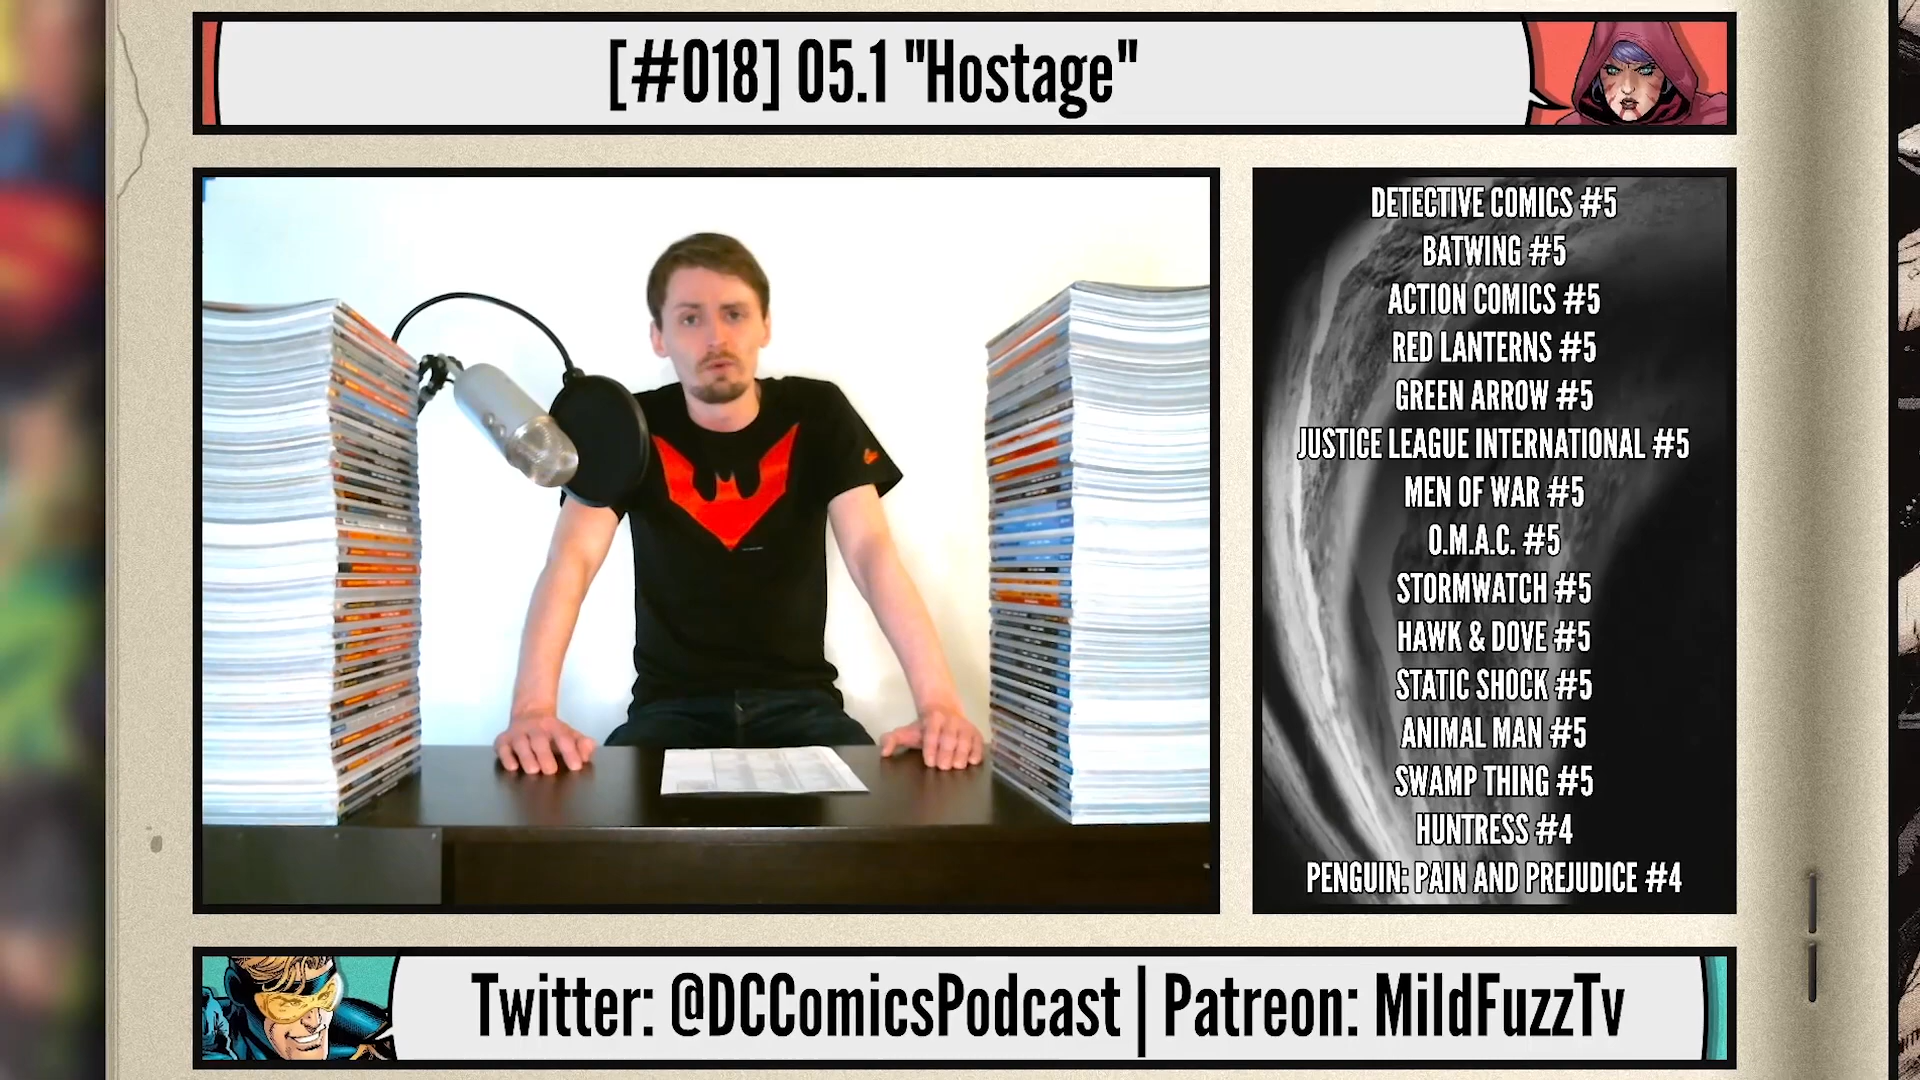 [#018] 05.1 "Hostage"
DETECTIVE COMICS #5
BATWING #5
ACTION COMICS #5
RED LANTERNS #5
GREEN ARROW #5
JUSTICE LEAGUE INTERNATIONAL #5
MEN OF WAR #5
O.M.A.C. #5
STORMWATCH #5
HAWK & DOVE #5
STATIC SHOCK #5
ANIMAL MAN #5
SWAMP THING #5
HUNTRESS #4
PENGUIN: PAIN AND PREJUDICE #4
Twitter: @DCComicsPodcast | Patreon: MildFuzzTv